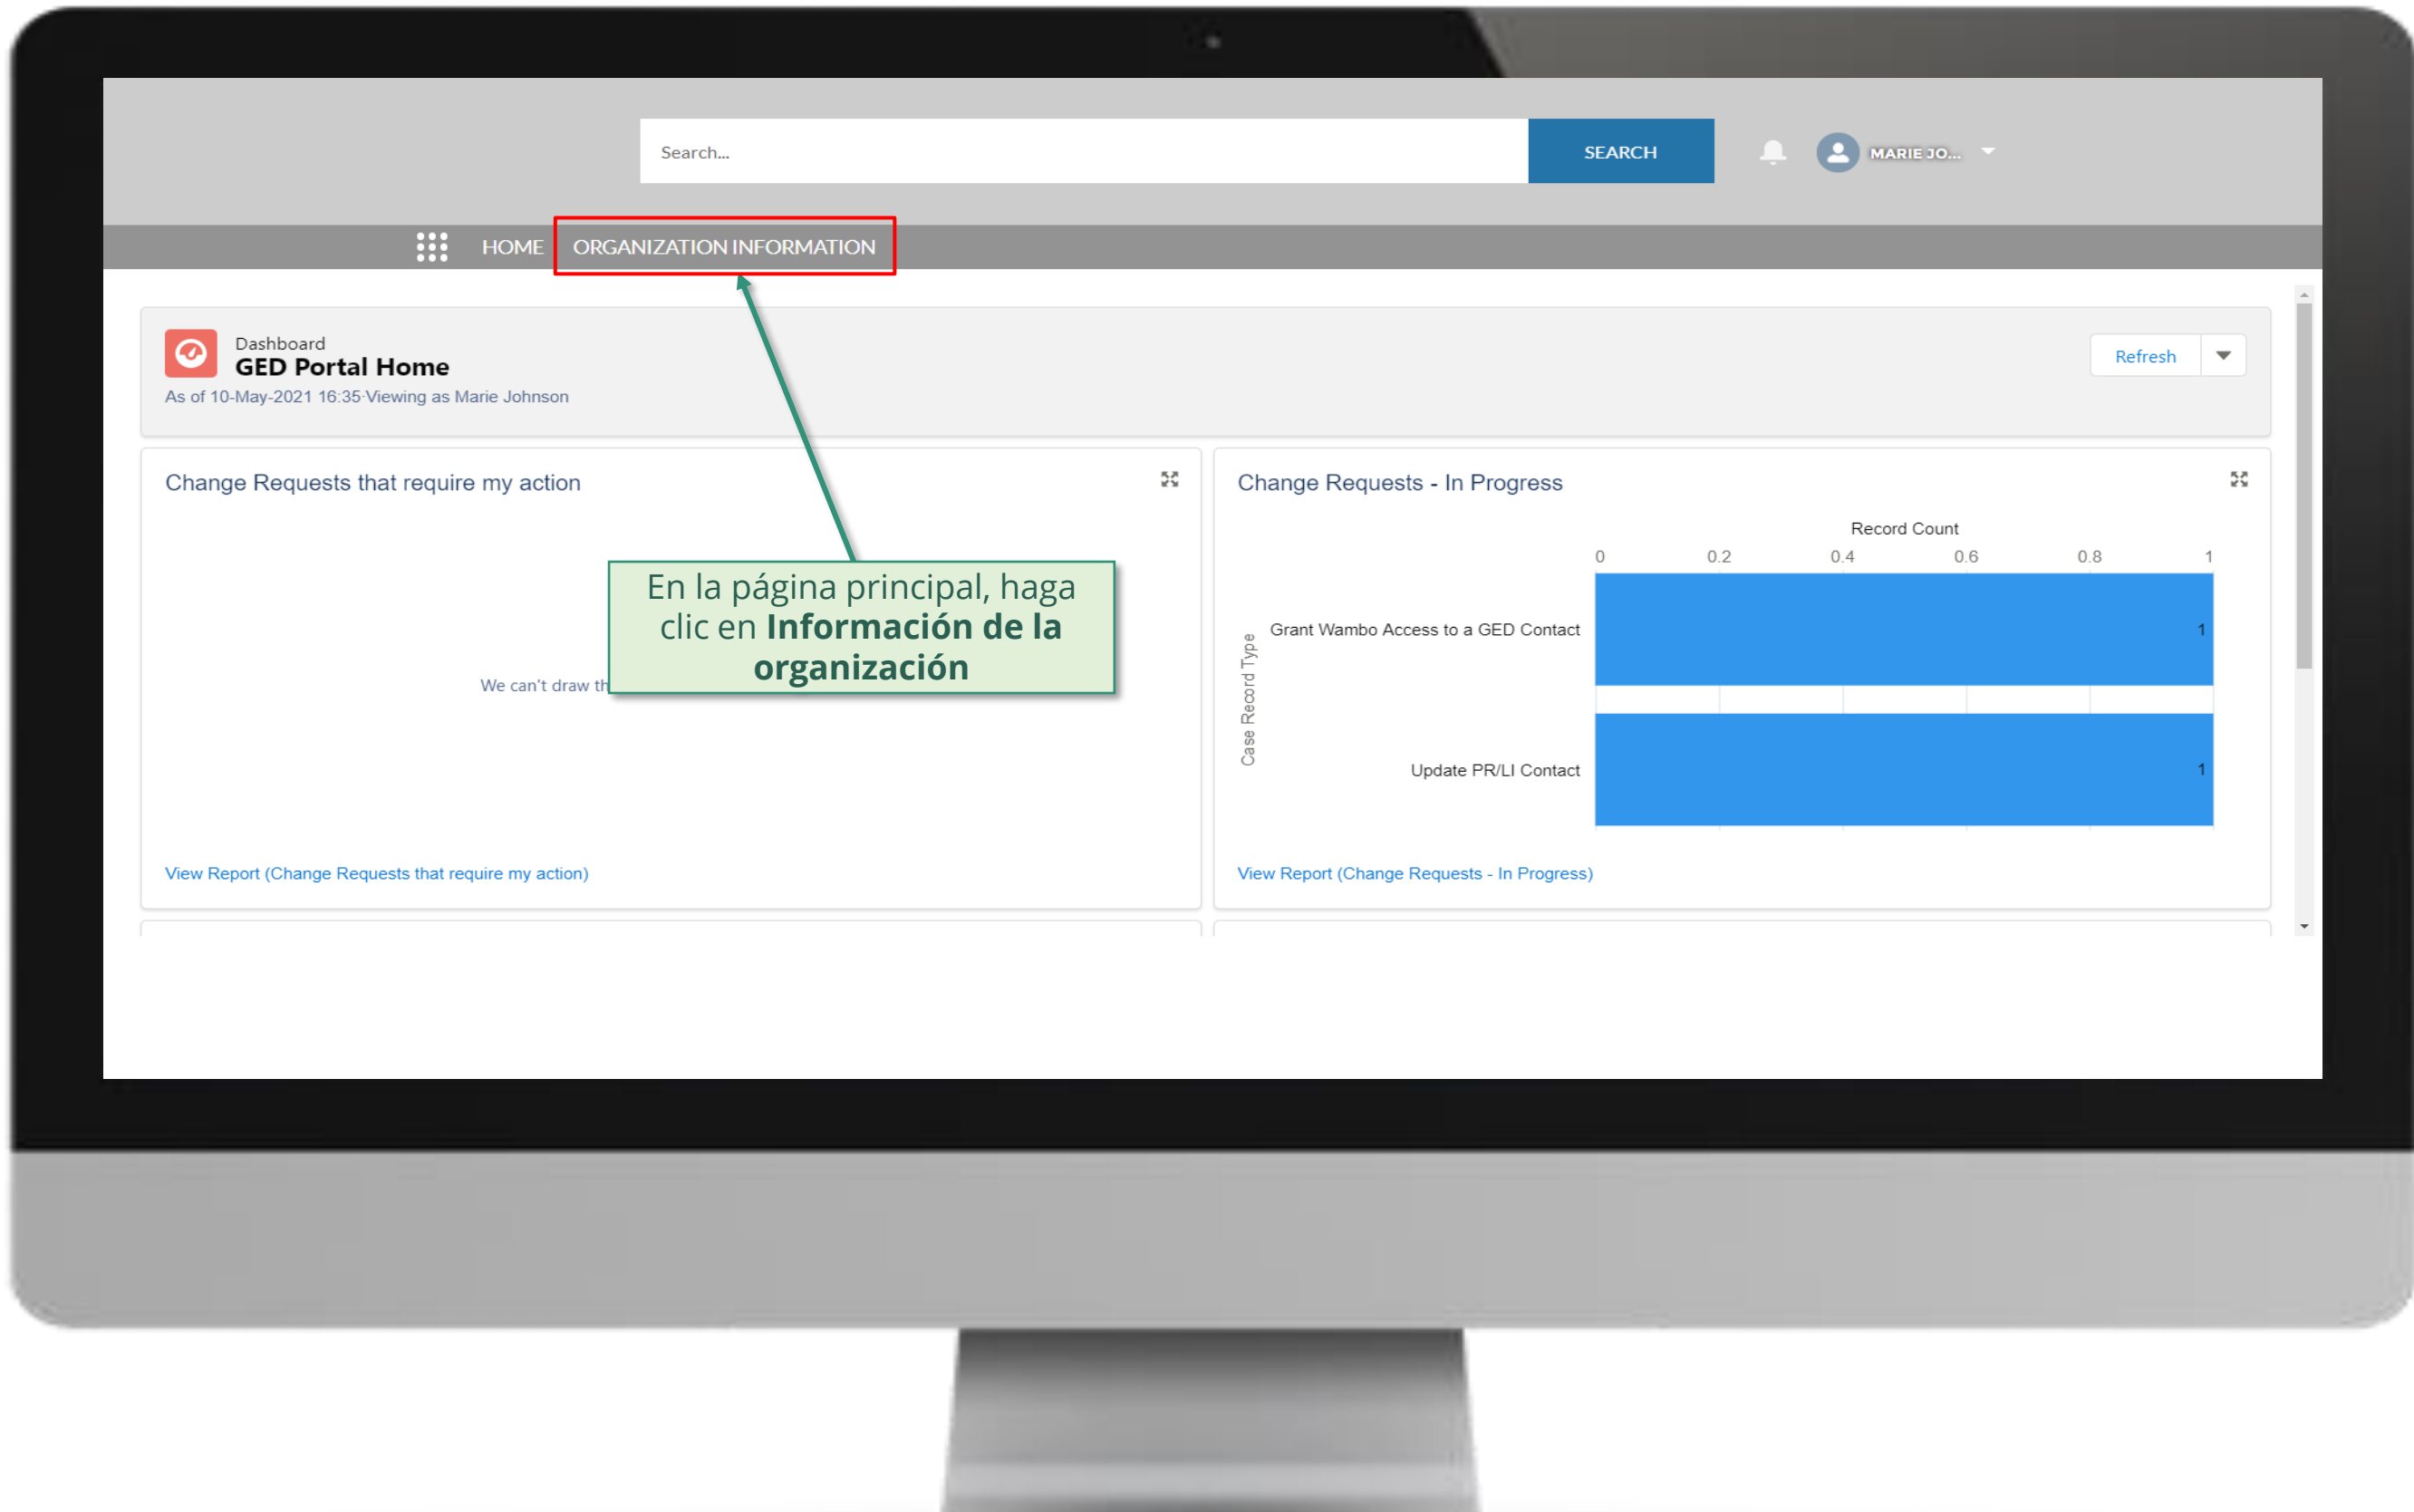 Search...
SEARCH
MARIE JO...
HOME
ORGANIZATION INFORMATION
Dashboard
GED Portal Home
As of 10-May-2021 16:35·Viewing as Marie Johnson
Refresh
Change Requests that require my action
We can't draw th
View Report (Change Requests that require my action)
En la página principal, haga
clic en Información de la
organización
Change Requests - In Progress
Record Count
0 0.2 0.4 0.6 0.8 1
Case Record Type
Grant Wambo Access to a GED Contact
1
Update PR/LI Contact
1
View Report (Change Requests - In Progress)